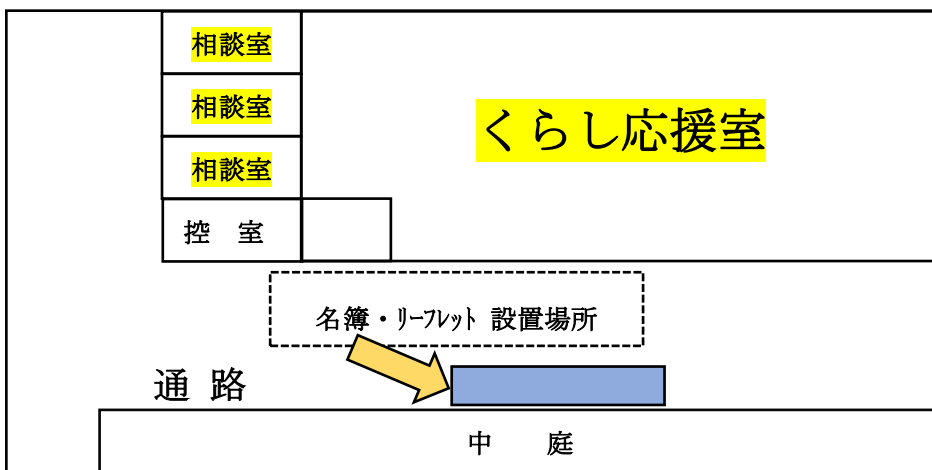 相談室
相談室
くらし応援室
相談室
控　室
名簿・ﾘｰﾌﾚｯﾄ 設置場所
通 路
中　　庭